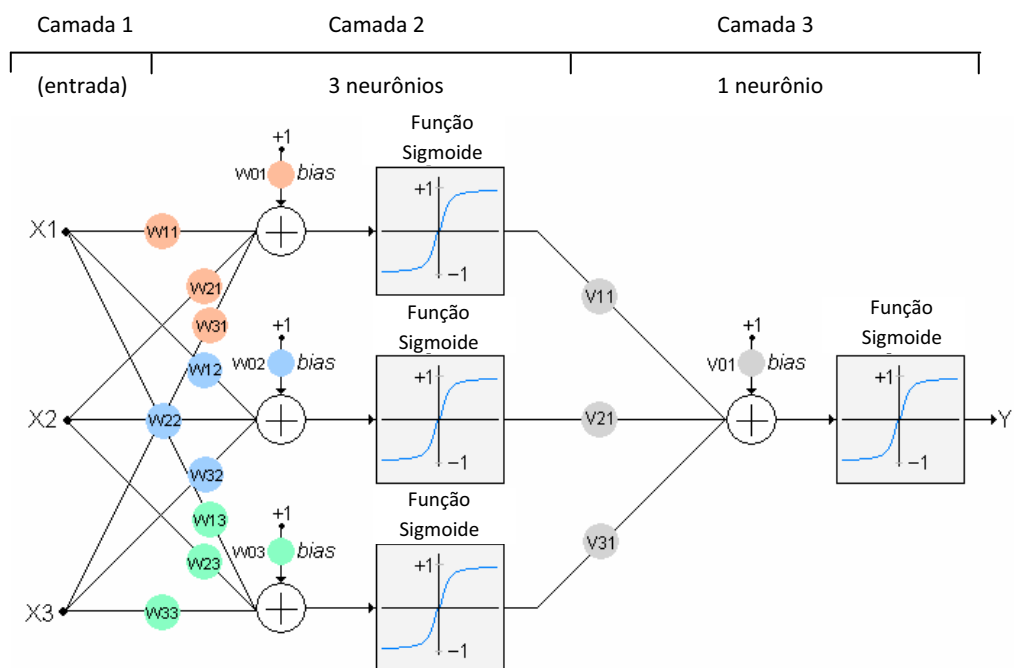 Camada 1 Camada 2 Camada 3
(entrada) 3 neurônios 1 neurônio
Função
Sigmoide
+1
W01 bias
+1
−1
X1
W11
W21
W31
V11
Função
Sigmoide
+1
W02 bias
+1
−1
W12
X2
W22
W32
V21
Função
Sigmoide
+1
V01 bias
+1
−1
Y
Função
Sigmoide
+1
W03 bias
+1
−1
W13
W23
X3
W33
V31